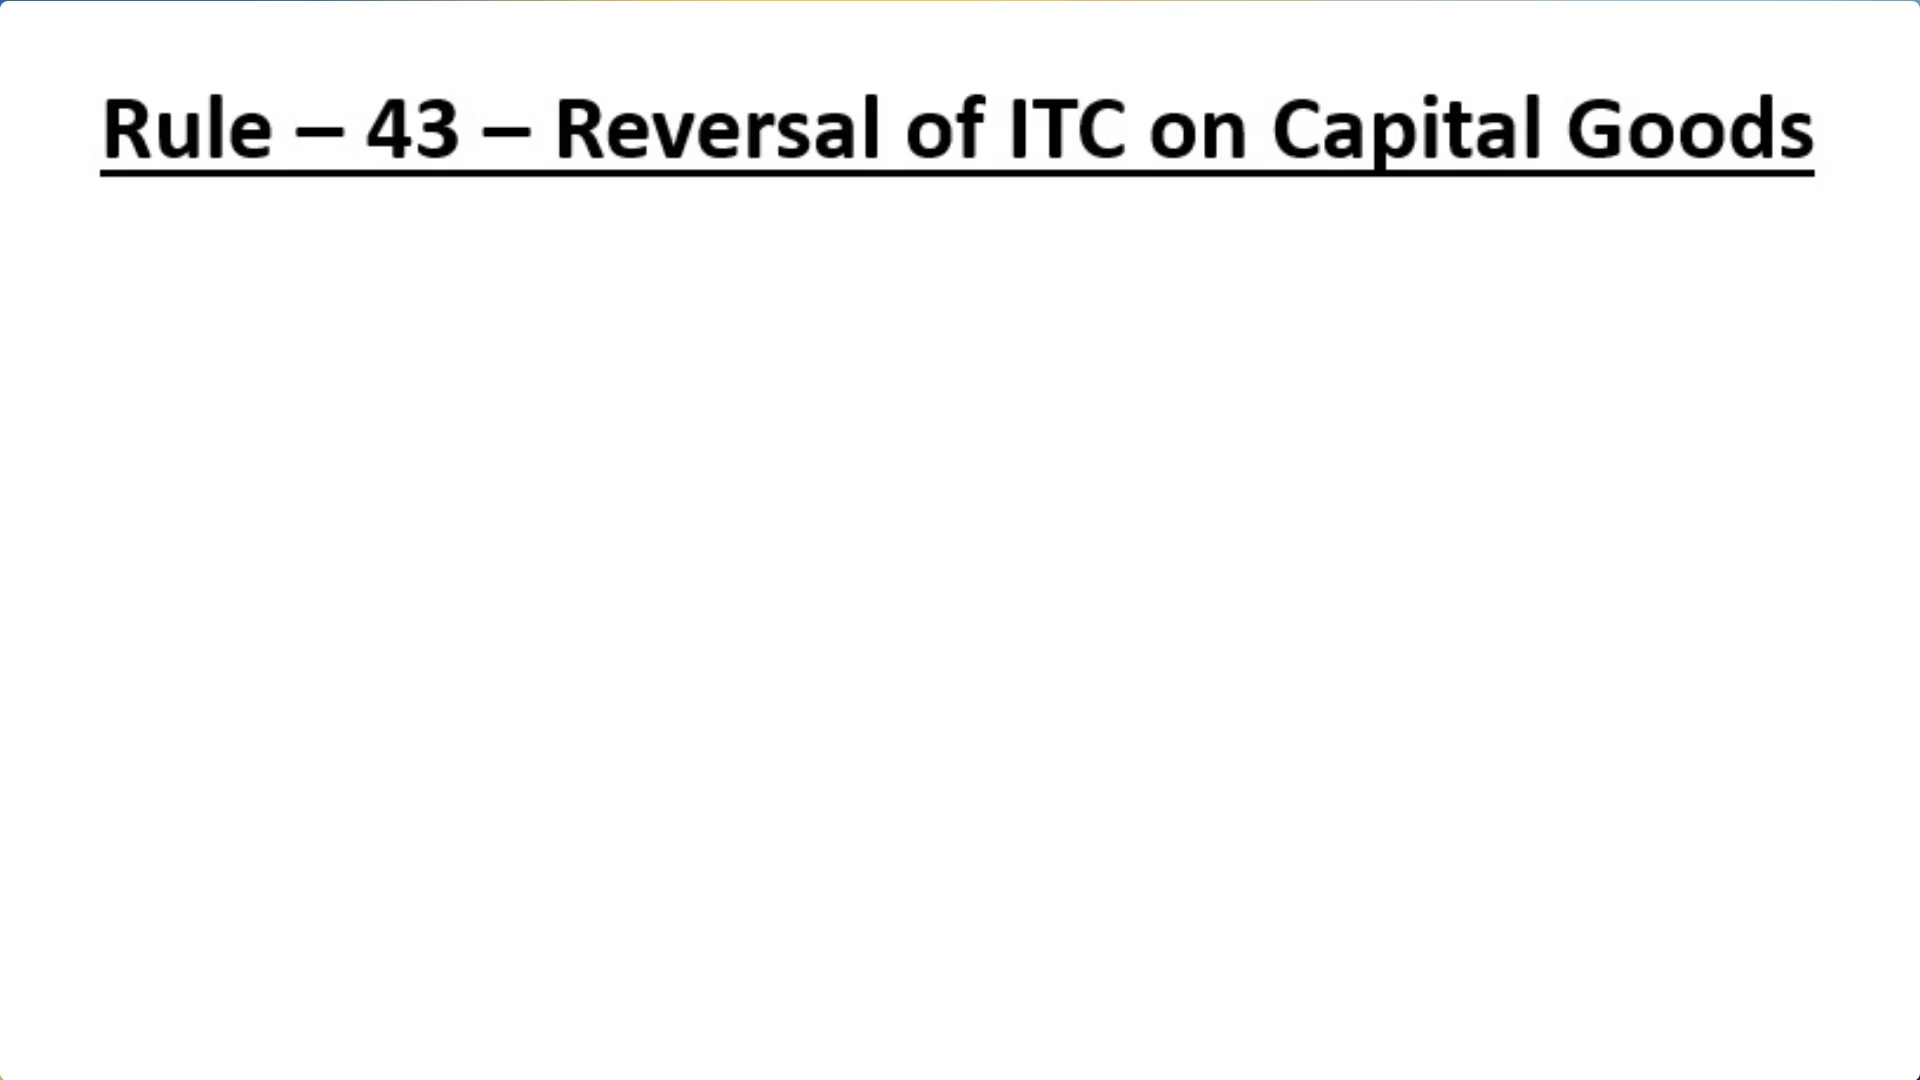 Rule – 43 – Reversal of ITC on Capital Goods